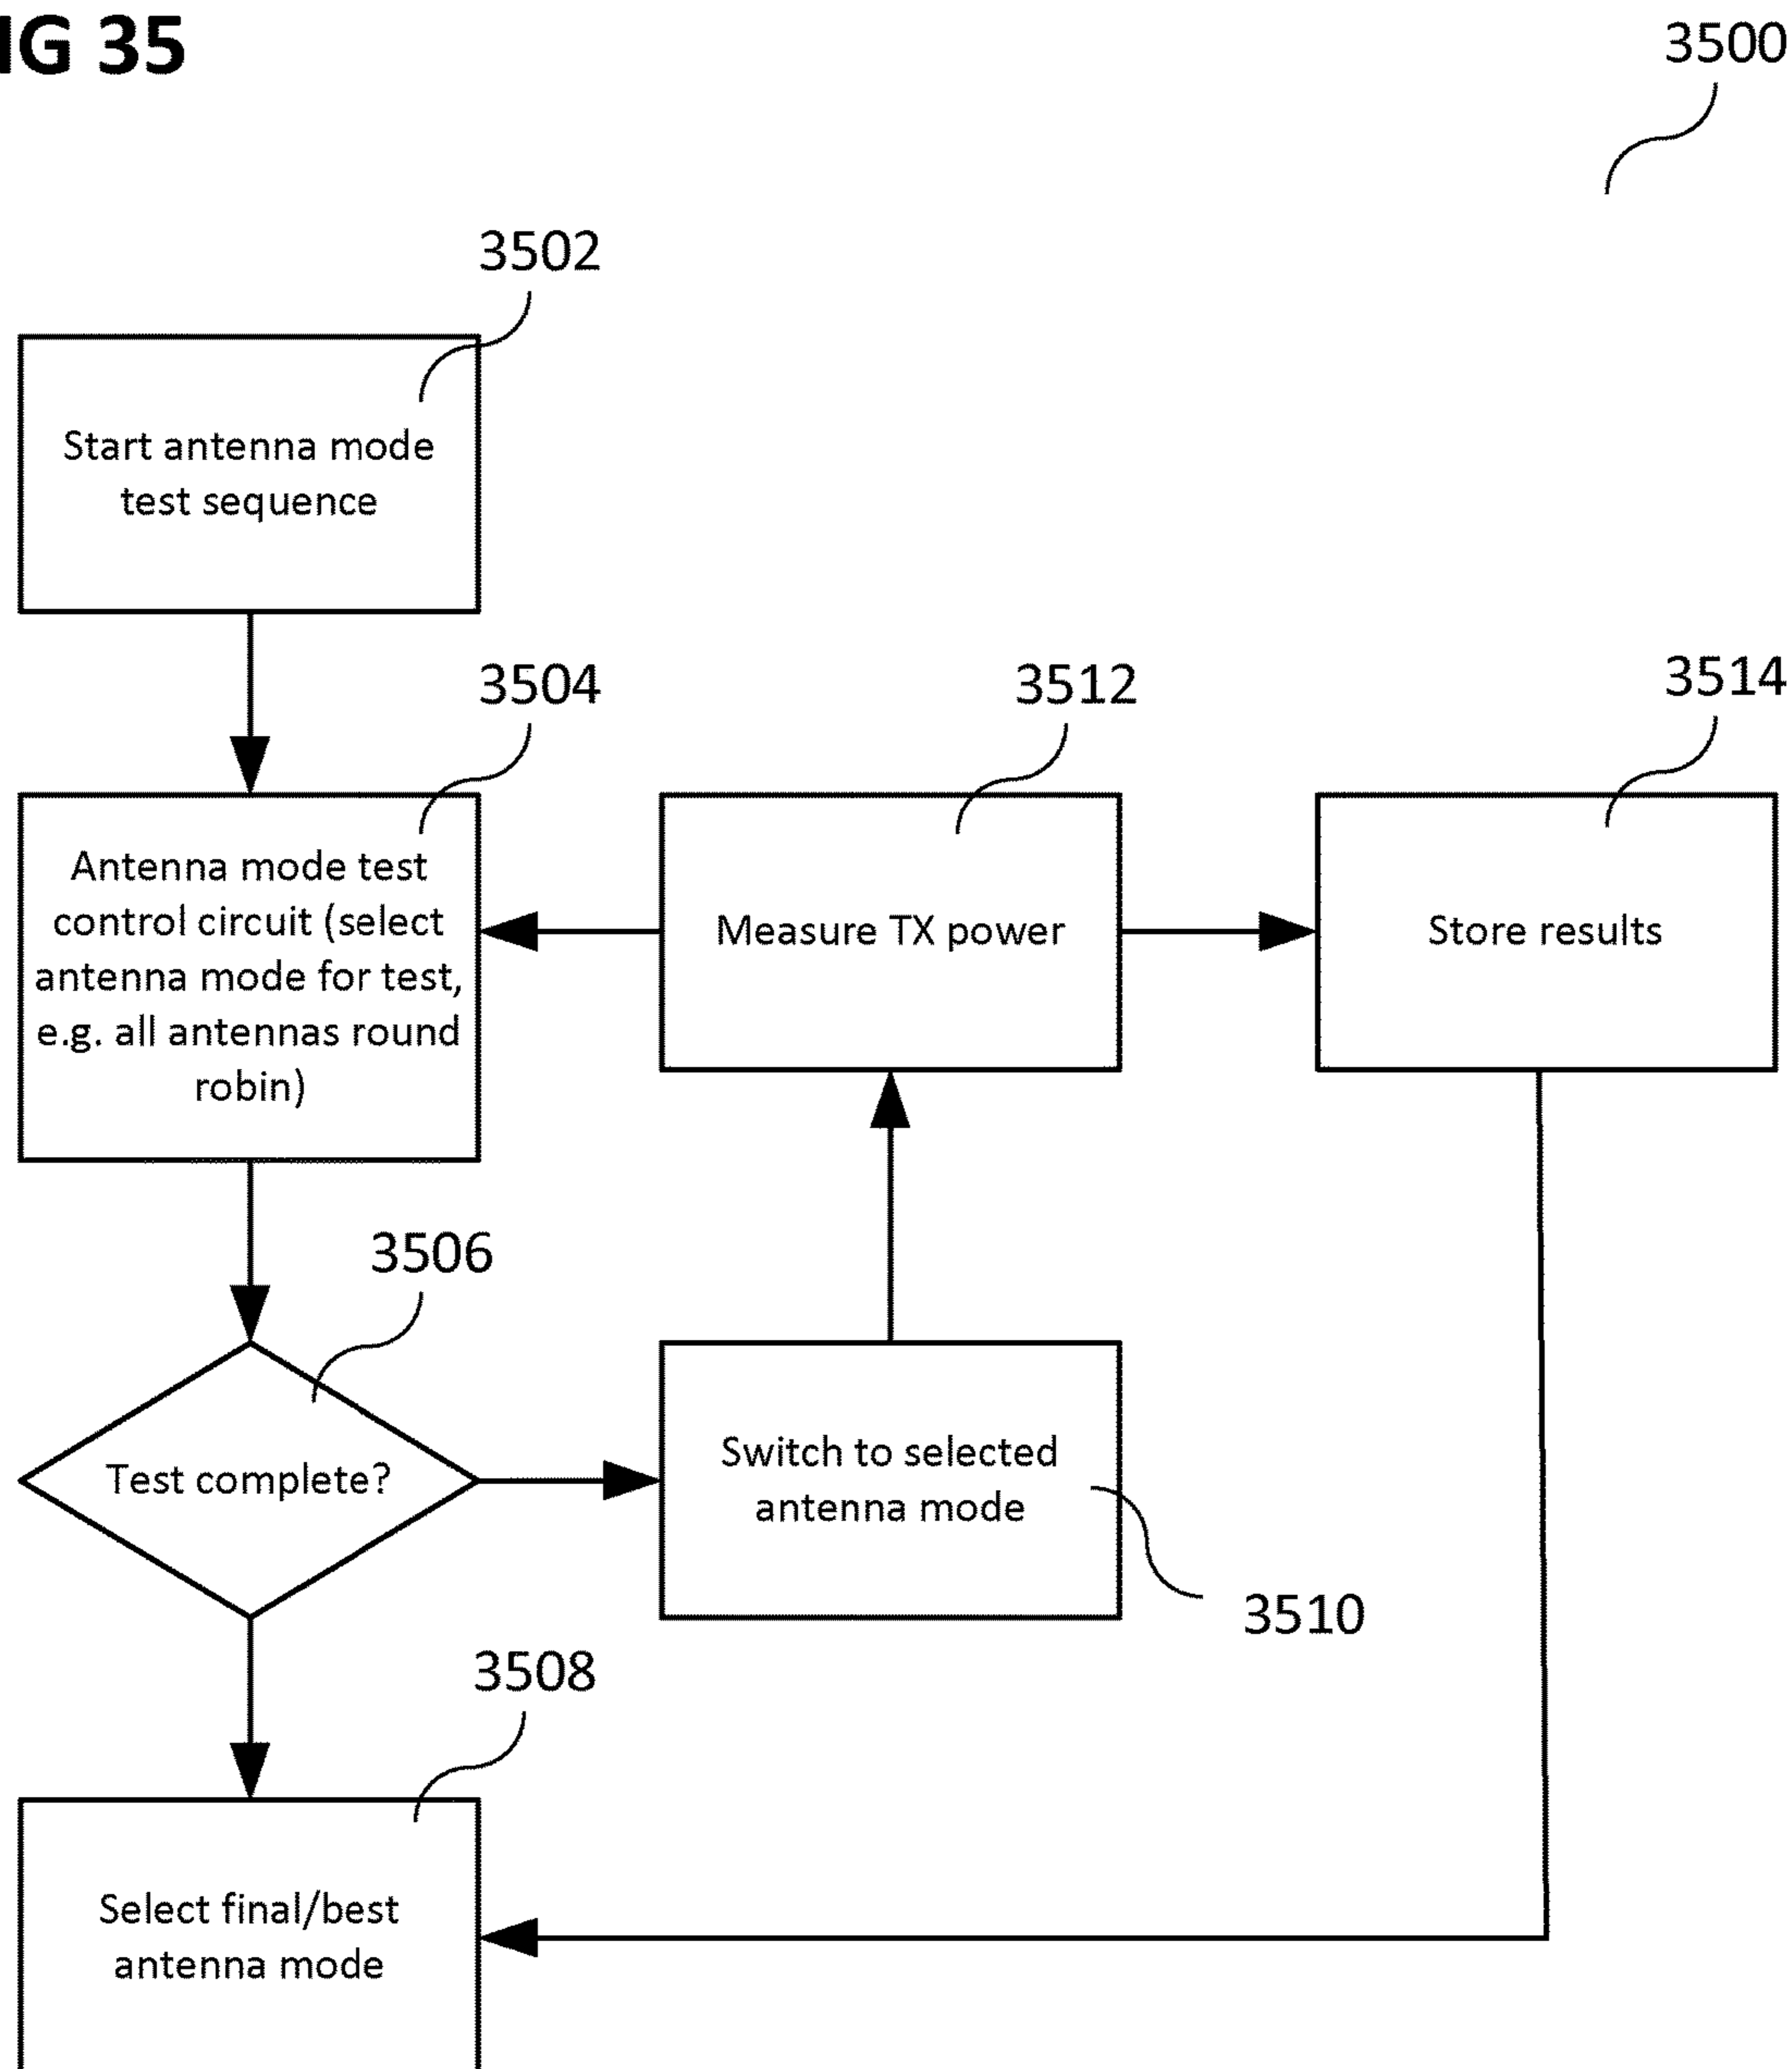 IG 35
3500
3502
Start antenna mode
test sequence
3504
3512
3514
Antenna mode test
control circuit (select
antenna mode for test,
e.g. all antennas round
robin)
Measure TX power
Store results
3506
Test complete?
Switch to selected
antenna mode
3510
3508
Select final/best
antenna mode